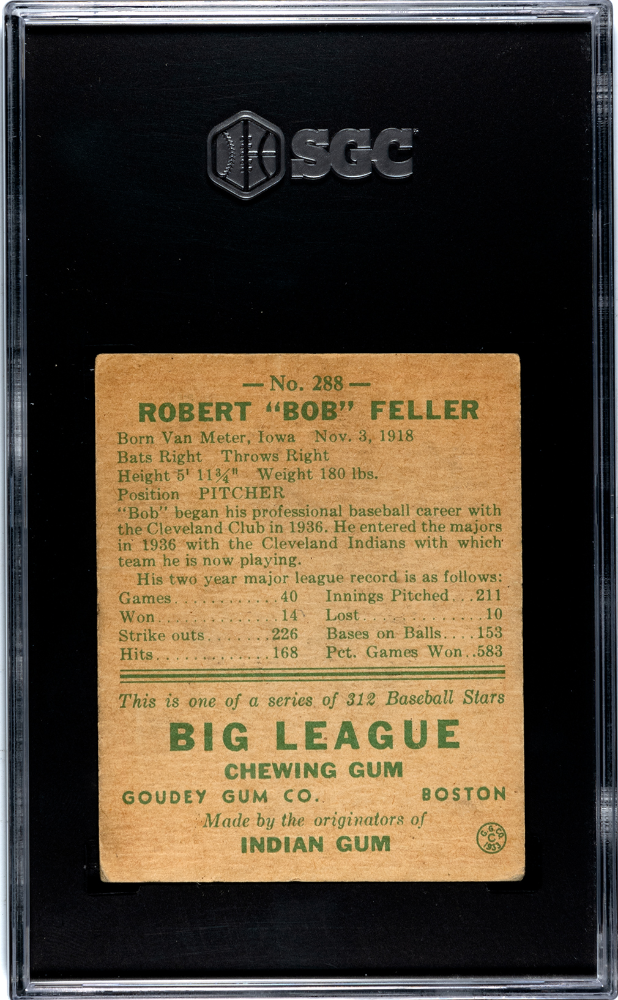 SGC
— No. 288 —
ROBERT "BOB" FELLER
Born Van Meter, Iowa Nov. 3, 1918
Bats Right Throws Right
Height 5' 11¾" Weight 180 lbs.
Position PITCHER
"Bob" began his professional baseball career with
the Cleveland Club in 1936. He entered the majors
in 1936 with the Cleveland Indians with which
team he is now playing.
His two year major league record is as follows:
Games............40 Innings Pitched...211
Won..............14 Lost..............10
Strike outs.......226 Bases on Balls....153
Hits..............168 Pct. Games Won..583
This is one of a series of 312 Baseball Stars
BIG LEAGUE
CHEWING GUM
GOUDEY GUM CO. BOSTON
Made by the originators of
INDIAN GUM
G.G.CO.
C
1933